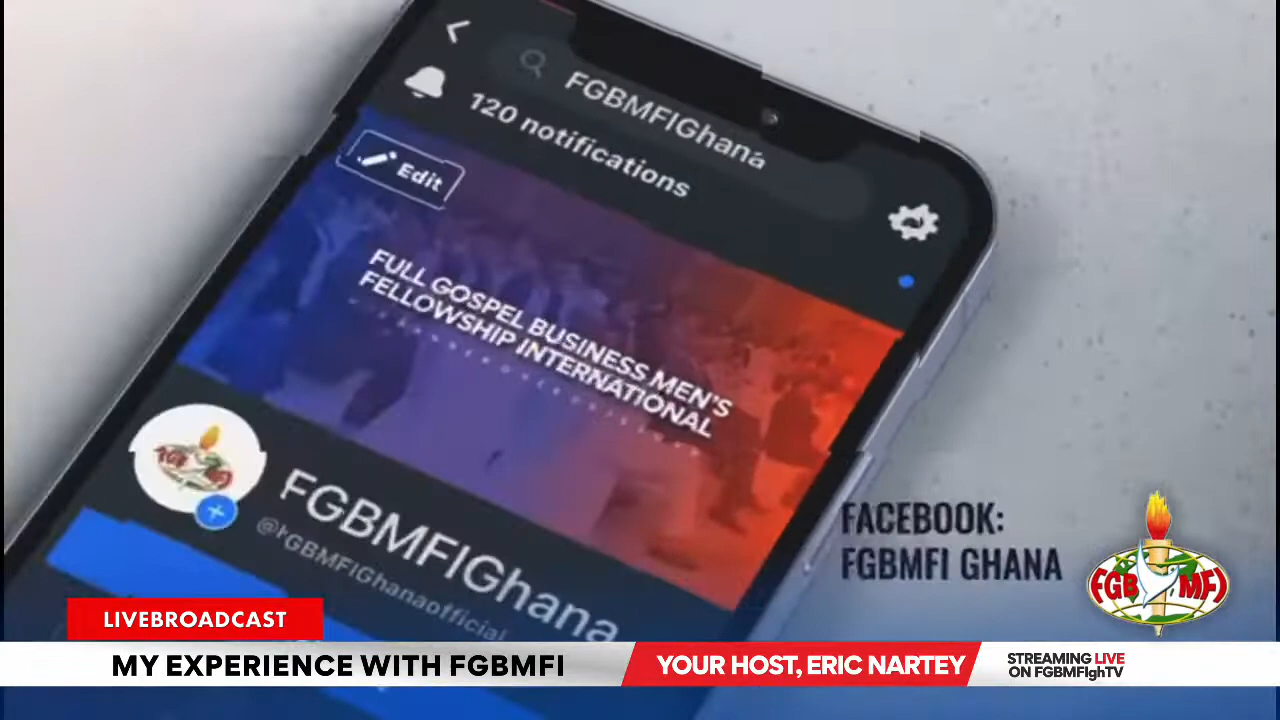 FGBMFIGhana
120 notifications
Edit
FULL GOSPEL BUSINESS MEN'S
FELLOWSHIP INTERNATIONAL
FGBMFI
FGBMFIGhana
@FGBMFIGhanaofficial
FACEBOOK:
FGBMFI GHANA
FGB MFI
LIVEBROADCAST
MY EXPERIENCE WITH FGBMFI
YOUR HOST, ERIC NARTEY
STREAMING LIVE
ON FGBMFIghTV